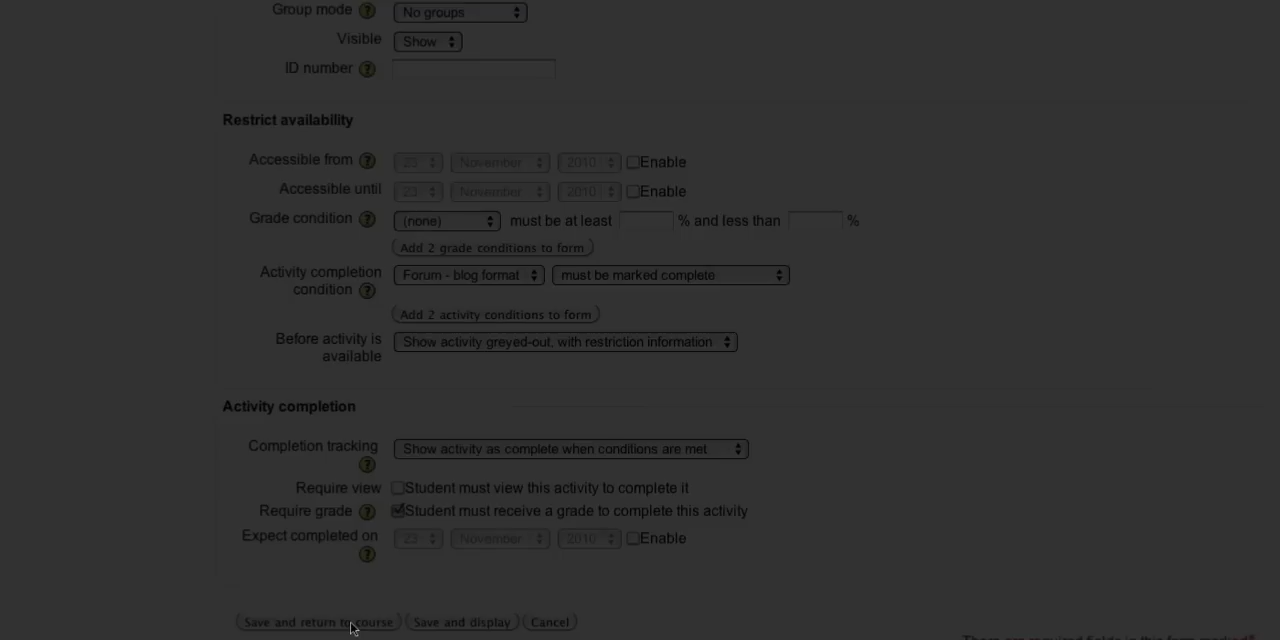 Group mode ? No groups
Visible Show
ID number ?
Restrict availability
Accessible from ? 23 November 2010 Enable
Accessible until 23 November 2010 Enable
Grade condition ? (none) must be at least % and less than %
Add 2 grade conditions to form
Activity completion condition ? Forum - blog format must be marked complete
Add 2 activity conditions to form
Before activity is available Show activity greyed-out, with restriction information
Activity completion
Completion tracking ? Show activity as complete when conditions are met
Require view Student must view this activity to complete it
Require grade ? Student must receive a grade to complete this activity
Expect completed on ? 23 November 2010 Enable
Save and return to course Save and display Cancel